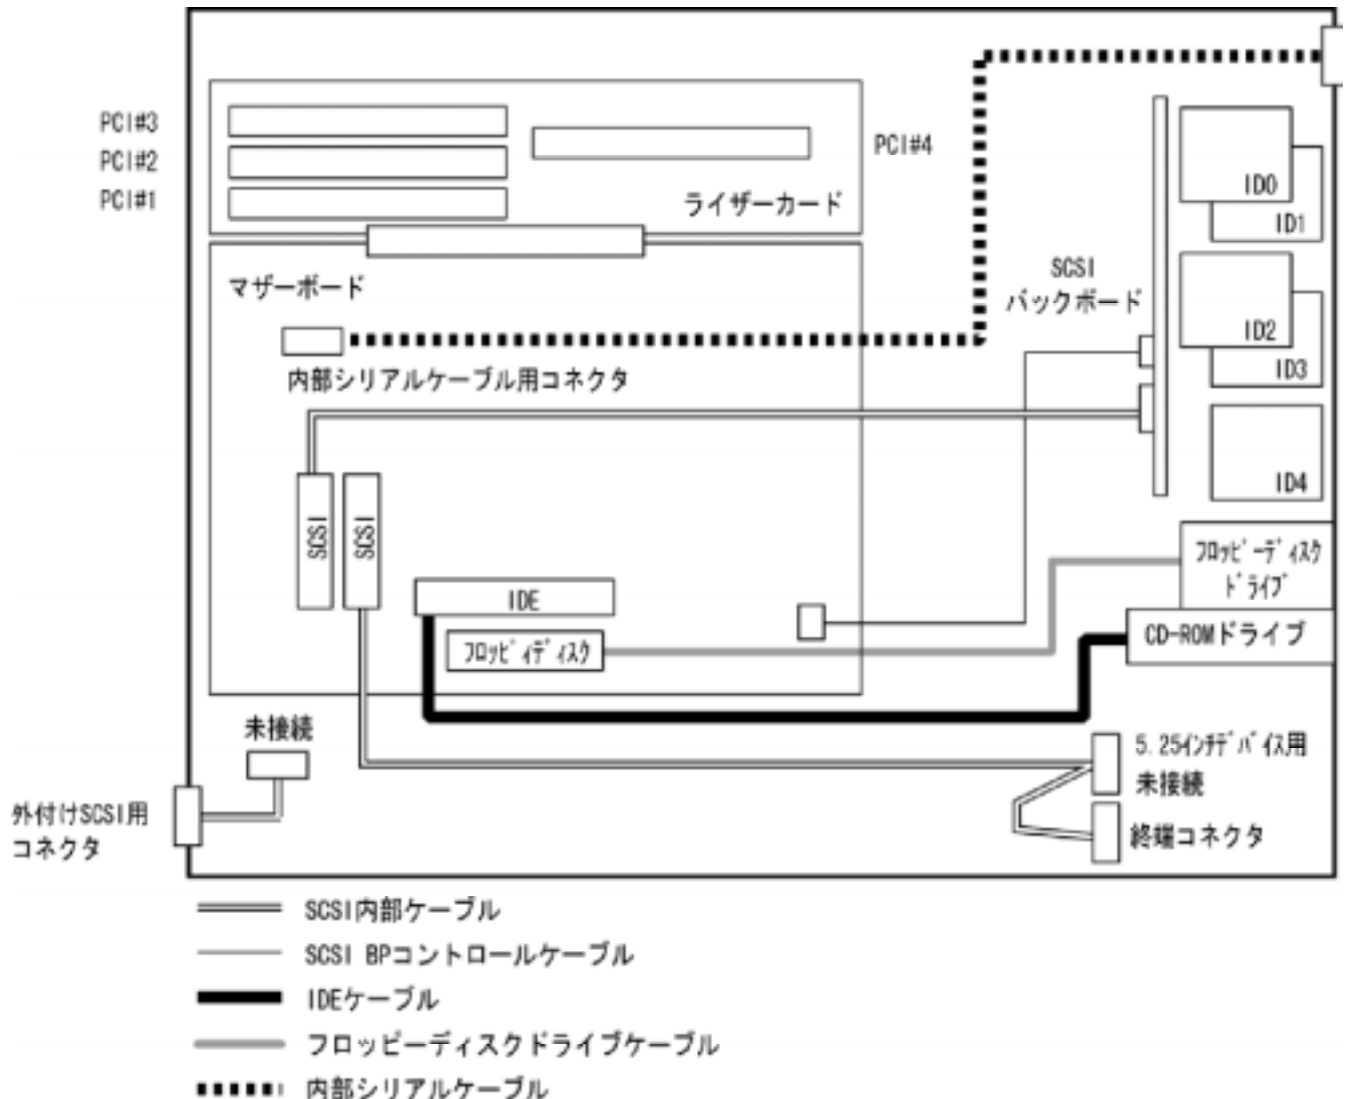 PCI#3
PCI#2
PCI#1
PCI#4
ライザーカード
マザーボード
内部シリアルケーブル用コネクタ
SCSI
バックボード
ID0
ID1
ID2
ID3
ID4
SCSI
SCSI
IDE
フロッピィディスク
フロッピーディスク
ドライブ
CD-ROMドライブ
未接続
外付けSCSI用
コネクタ
5.25インチデバイス用
未接続
終端コネクタ
SCSI内部ケーブル
SCSI BPコントロールケーブル
IDEケーブル
フロッピーディスクドライブケーブル
内部シリアルケーブル